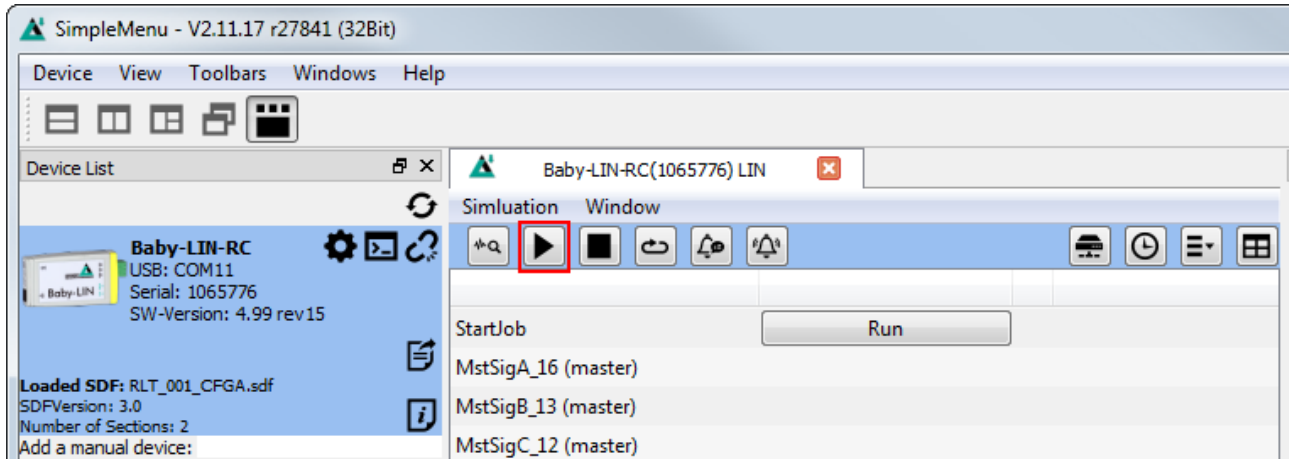 SimpleMenu - V2.11.17 r27841 (32Bit)
Device View Toolbars Windows Help
Device List
Baby-LIN-RC
USB: COM11
Serial: 1065776
SW-Version: 4.99 rev15
Baby-LIN
Loaded SDF: RLT_001_CFGA.sdf
SDFVersion: 3.0
Number of Sections: 2
Add a manual device:
Baby-LIN-RC(1065776) LIN
Simluation Window
StartJob Run
MstSigA_16 (master)
MstSigB_13 (master)
MstSigC_12 (master)